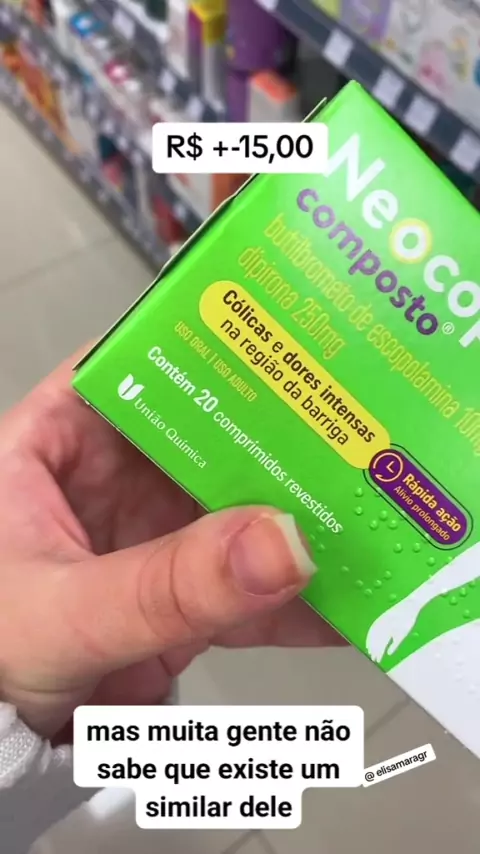 R$ +-15,00
Neocop
composto®
butilbrometo de escopolamina 10mg
dipirona 250mg
Cólicas e dores intensas
na região da barriga
USO ORAL | USO ADULTO
Contém 20 comprimidos revestidos
União Química
Rápida ação
Alívio prolongado
mas muita gente não
sabe que existe um
similar dele
@elisamaragr